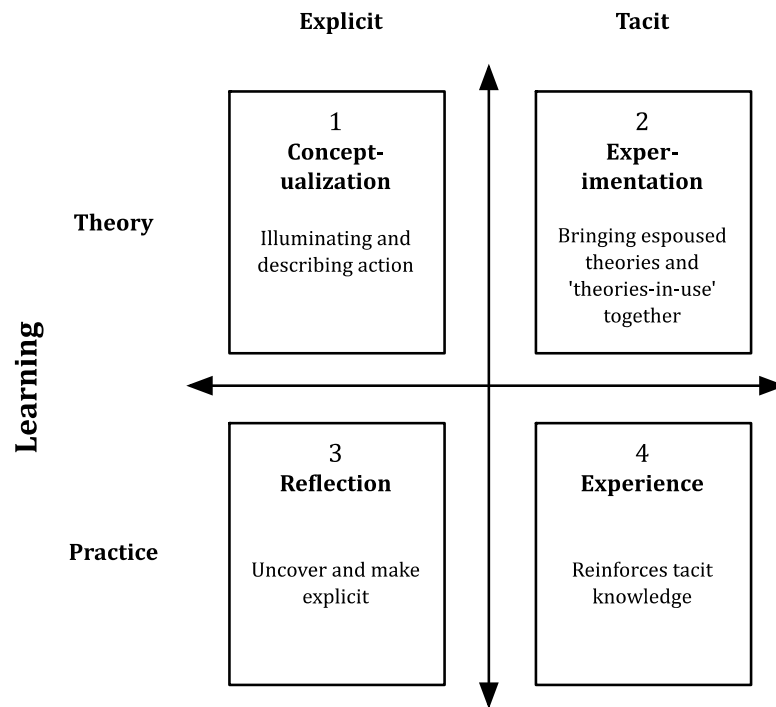 Explicit
Tacit
Learning
Theory
1
Concept-
ualization
Illuminating and
describing action
2
Exper-
imentation
Bringing espoused
theories and
'theories-in-use'
together
Practice
3
Reflection
Uncover and make
explicit
4
Experience
Reinforces tacit
knowledge